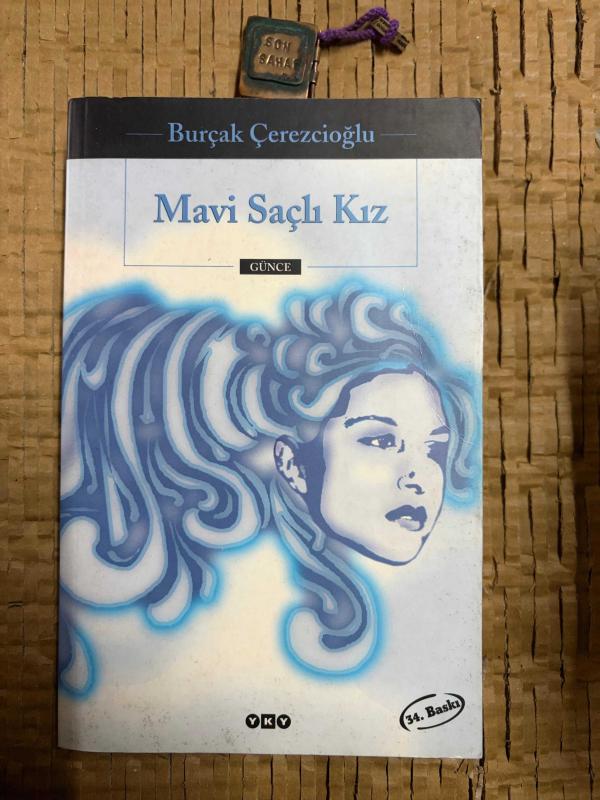 SON
SAHAF
Burçak Çerezcioğlu
Mavi Saçlı Kız
GÜNCE
YKY
34. Baskı